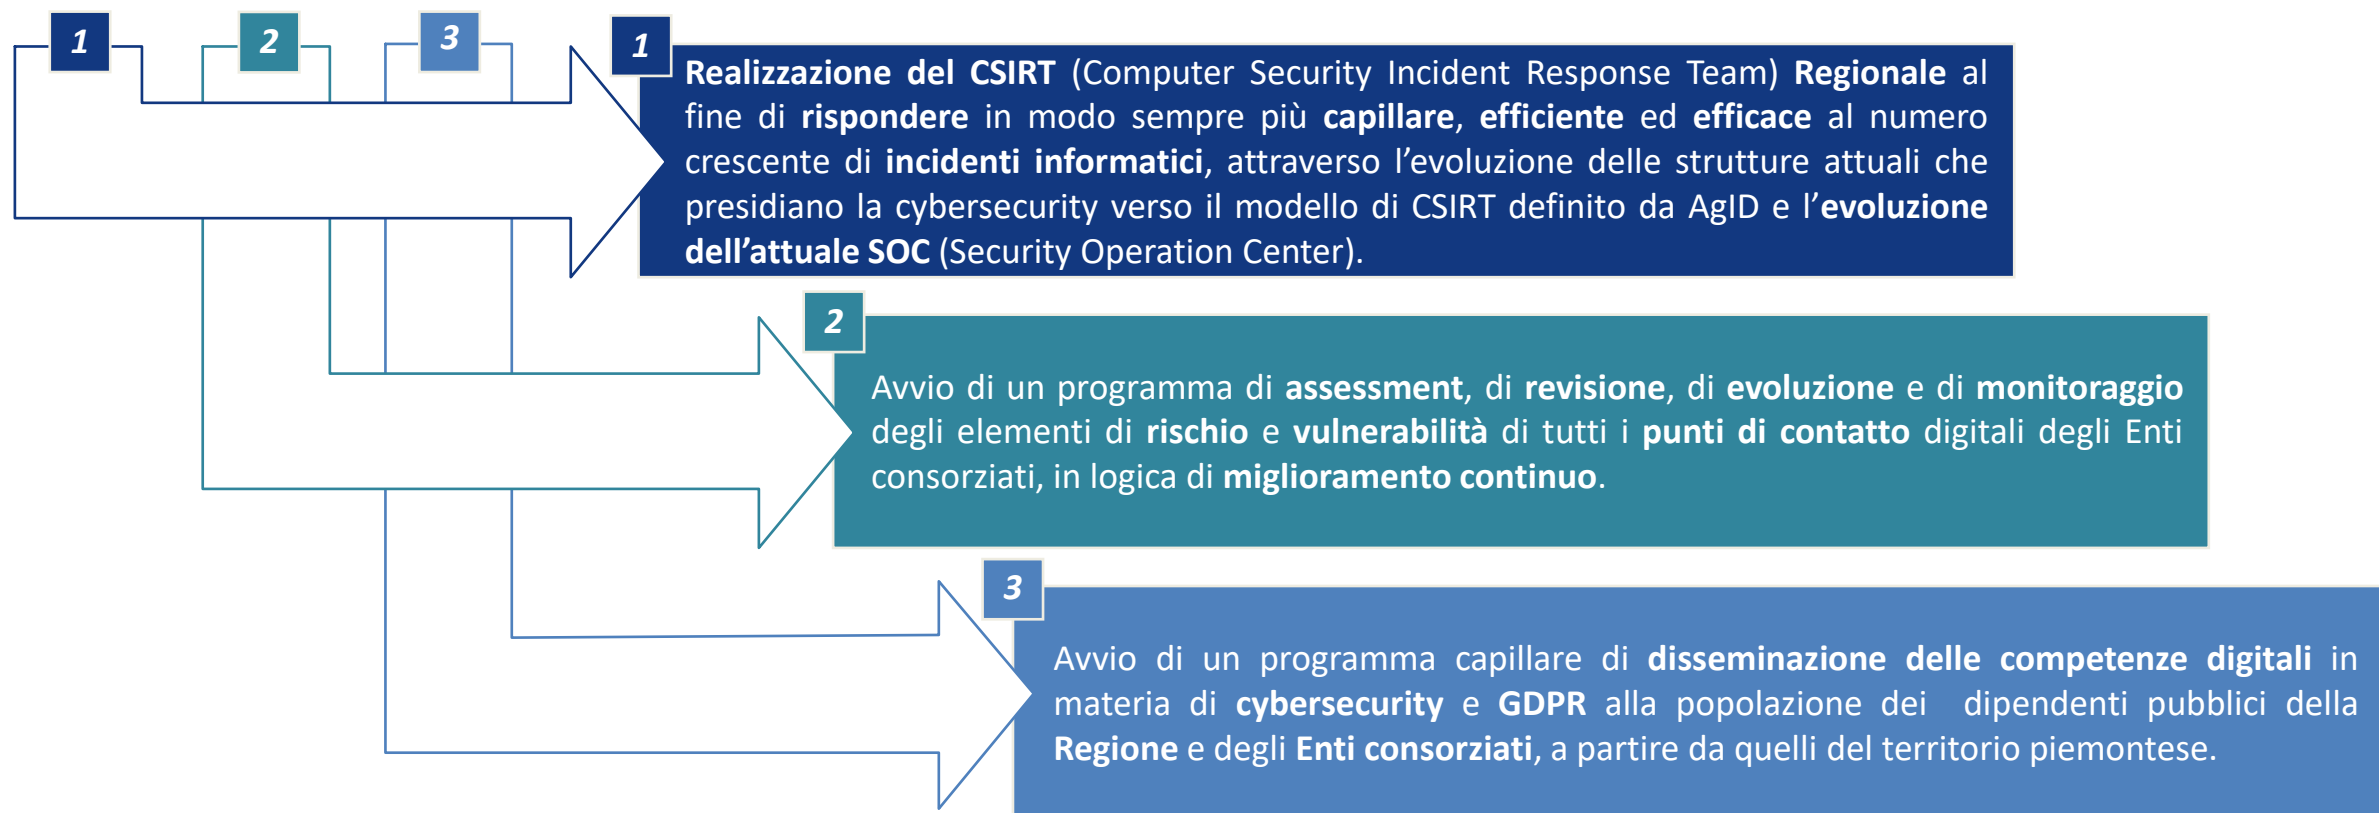 1
2
3
1
Realizzazione del CSIRT (Computer Security Incident Response Team) Regionale al
fine di rispondere in modo sempre più capillare, efficiente ed efficace al numero
crescente di incidenti informatici, attraverso l’evoluzione delle strutture attuali che
presidiano la cybersecurity verso il modello di CSIRT definito da AgID e l’evoluzione
dell’attuale SOC (Security Operation Center).
2
Avvio di un programma di assessment, di revisione, di evoluzione e di monitoraggio
degli elementi di rischio e vulnerabilità di tutti i punti di contatto digitali degli Enti
consorziati, in logica di miglioramento continuo.
3
Avvio di un programma capillare di disseminazione delle competenze digitali in
materia di cybersecurity e GDPR alla popolazione dei dipendenti pubblici della
Regione e degli Enti consorziati, a partire da quelli del territorio piemontese.